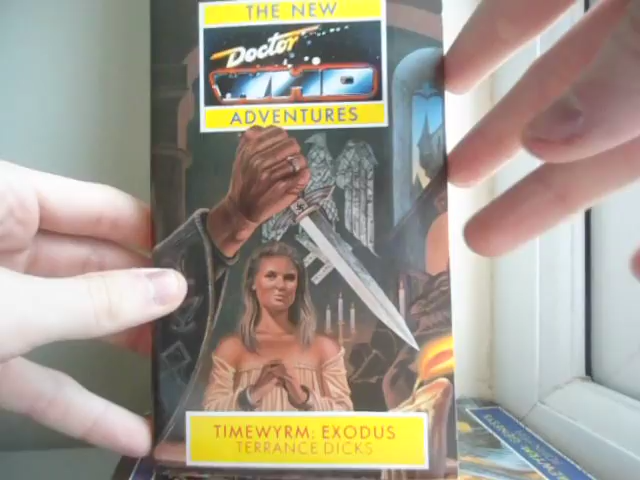 THE NEW
Doctor
WHO
ADVENTURES
TIMEWYRM: EXODUS
TERRANCE DICKS